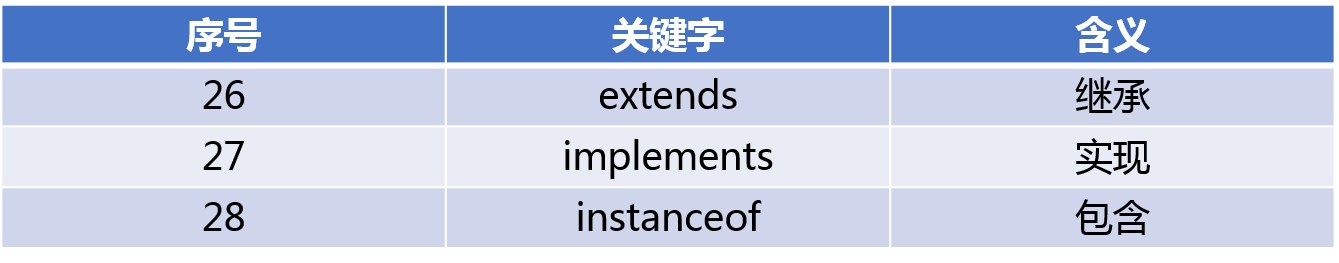 序号 关键字 含义
26 extends 继承
27 implements 实现
28 instanceof 包含